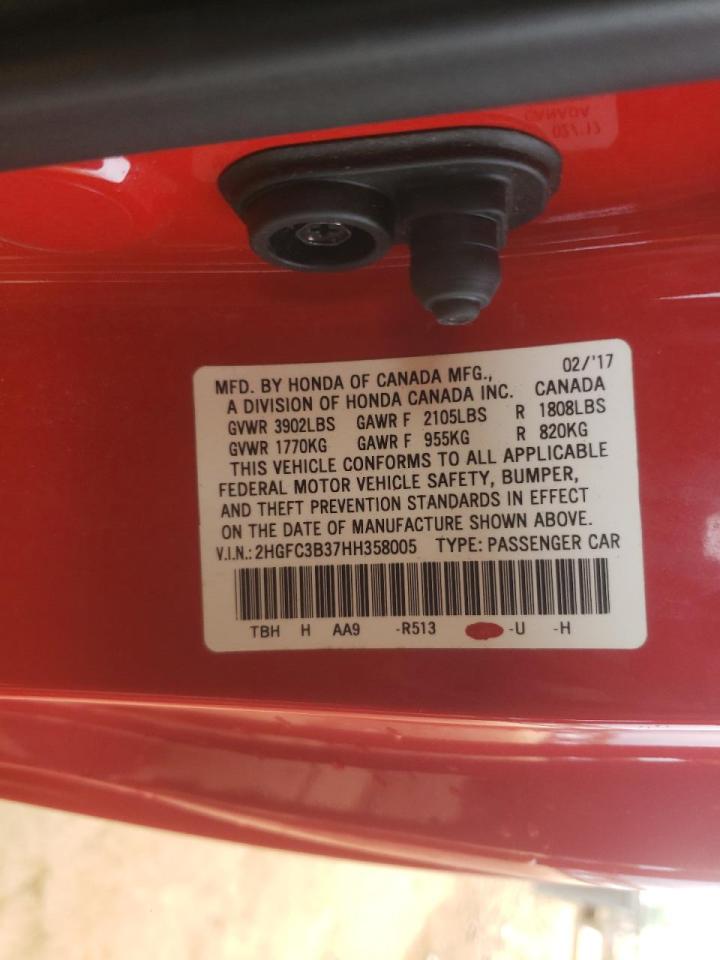 02/'17
MFD. BY HONDA OF CANADA MFG.,
A DIVISION OF HONDA CANADA INC. CANADA
GVWR 3902LBS GAWR F 2105LBS R 1808LBS
GVWR 1770KG GAWR F 955KG R 820KG
THIS VEHICLE CONFORMS TO ALL APPLICABLE
FEDERAL MOTOR VEHICLE SAFETY, BUMPER,
AND THEFT PREVENTION STANDARDS IN EFFECT
ON THE DATE OF MANUFACTURE SHOWN ABOVE.
V.I.N.: 2HGFC3B37HH358005 TYPE: PASSENGER CAR
TBH H AA9 -R513 -U -H